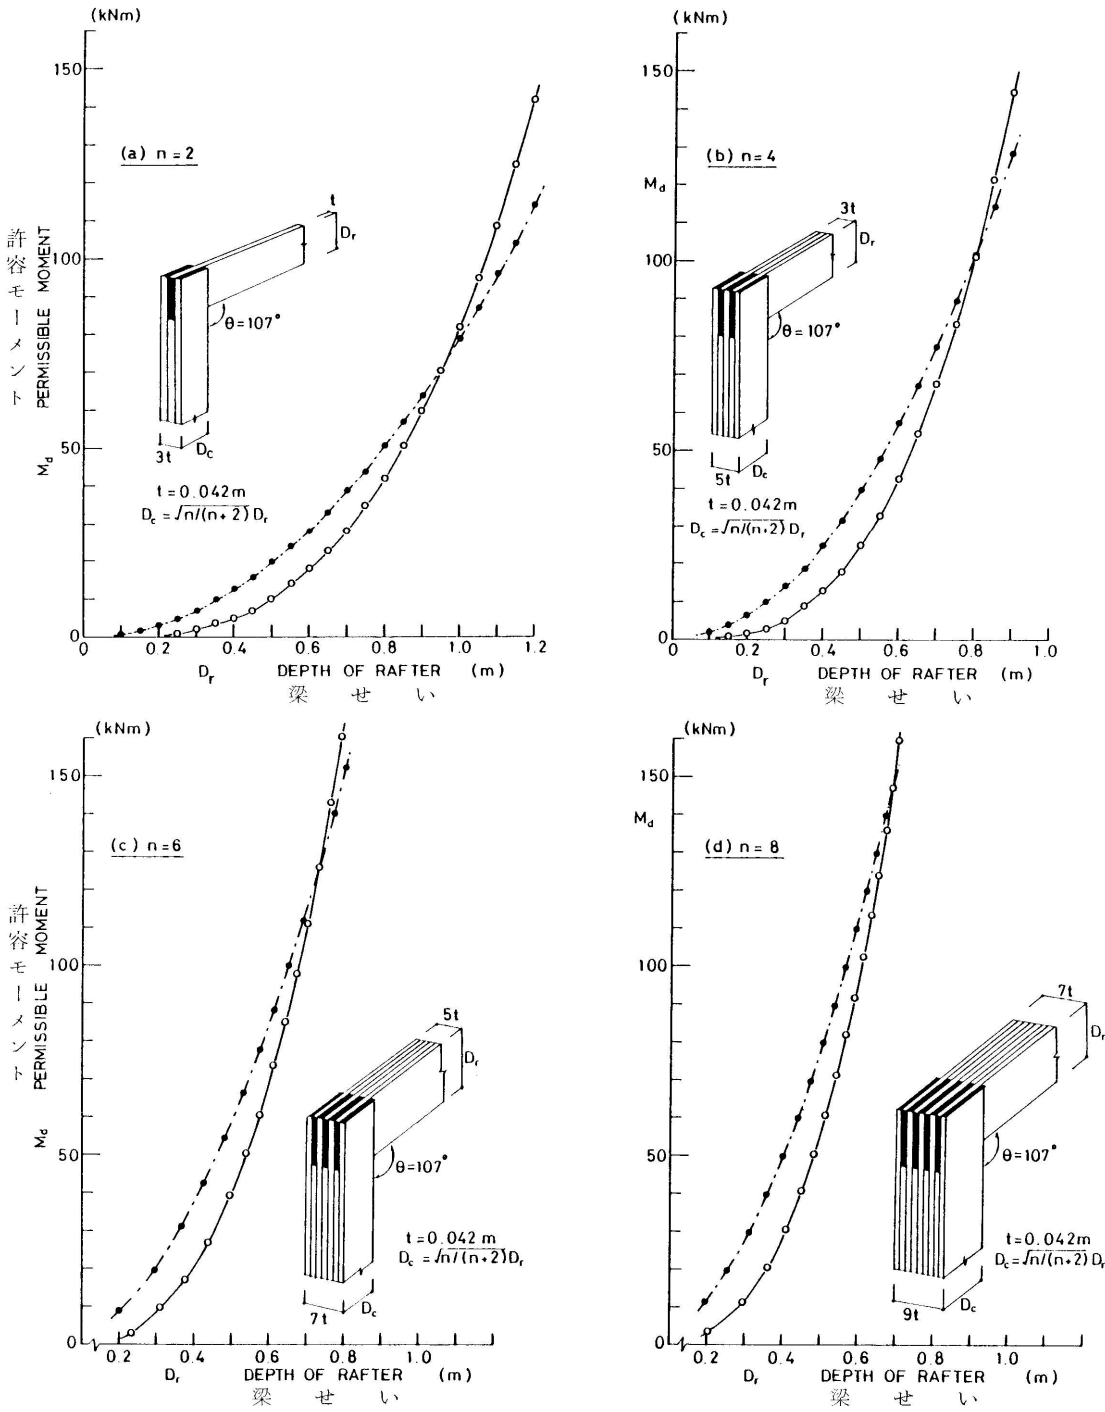 (kNm)
150
(a) n=2
t
Dr
100
θ=107°
50
3t
Dc
t=0.042m
Dc=√n/(n+2) Dr
0
0.2
0.4
0.6
0.8
1.0
1.2
Dr
DEPTH OF RAFTER (m)
梁せい
許容モーメント
PERMISSIBLE MOMENT
Md
(kNm)
150
(b) n=4
Md
3t
Dr
100
θ=107°
50
5t
Dc
t=0.042m
Dc=√n/(n+2) Dr
0
0.2
0.4
0.6
0.8
1.0
Dr
DEPTH OF RAFTER (m)
梁せい
(kNm)
150
(c) n=6
100
5t
Dr
θ=107°
50
t=0.042 m
Dc=√n/(n+2) Dr
7t
Dc
0
0.2
0.4
0.6
0.8
1.0
Dr
DEPTH OF RAFTER (m)
梁せい
許容モーメント
PERMISSIBLE MOMENT
Md
(kNm)
150
Md
(d) n=8
100
7t
Dr
θ=107°
50
t=0.042m
Dc=√n/(n+2) Dr
9t
Dc
0
0.2
0.4
0.6
0.8
1.0
Dr
DEPTH OF RAFTER (m)
梁せい